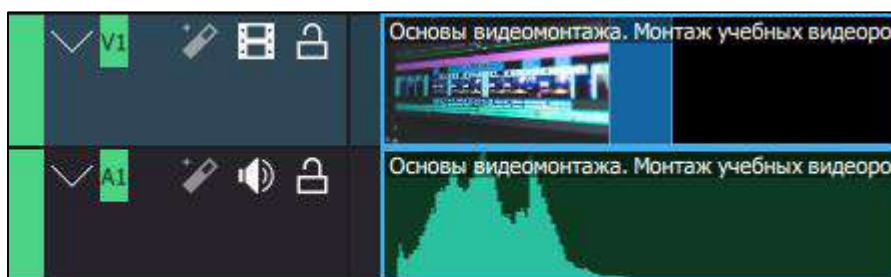 V1
Основы видеомонтажа. Монтаж учебных видеоро
A1
Основы видеомонтажа. Монтаж учебных видеоро